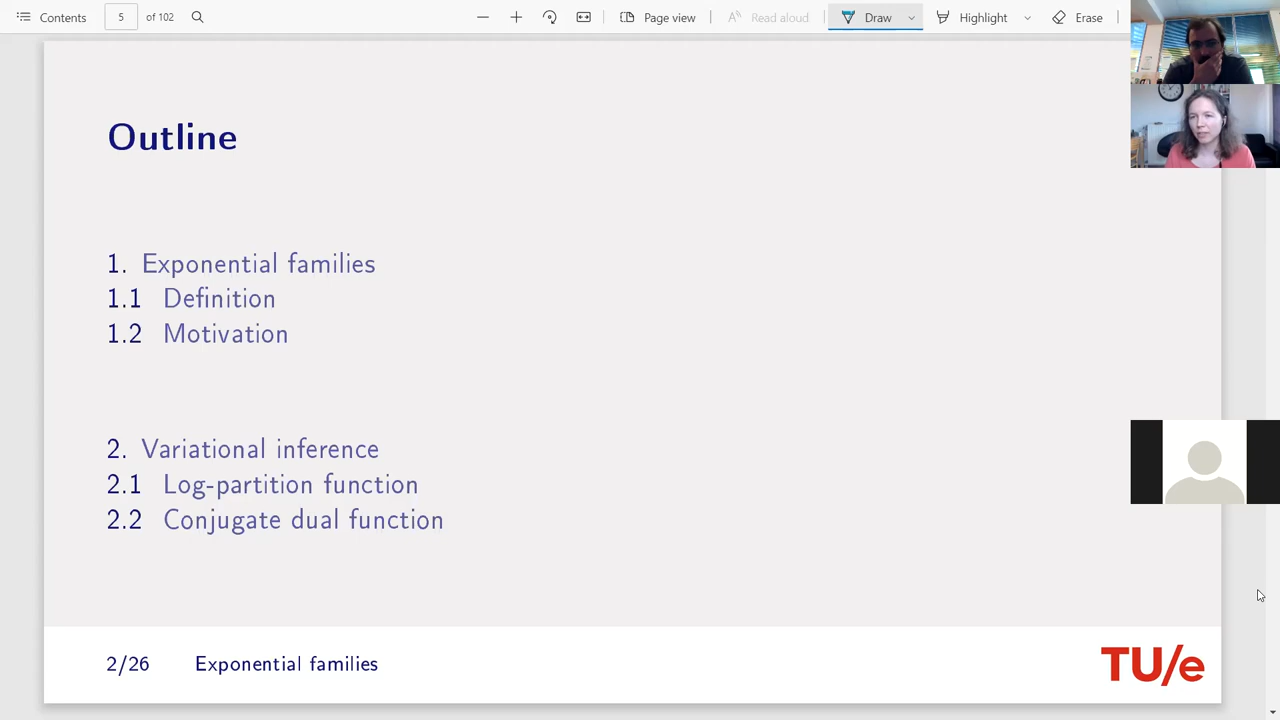 Contents
5 of 102
Page view
Read aloud
Draw
Highlight
Erase
Outline
1. Exponential families
1.1 Definition
1.2 Motivation
2. Variational inference
2.1 Log-partition function
2.2 Conjugate dual function
2/26 Exponential families
TU/e